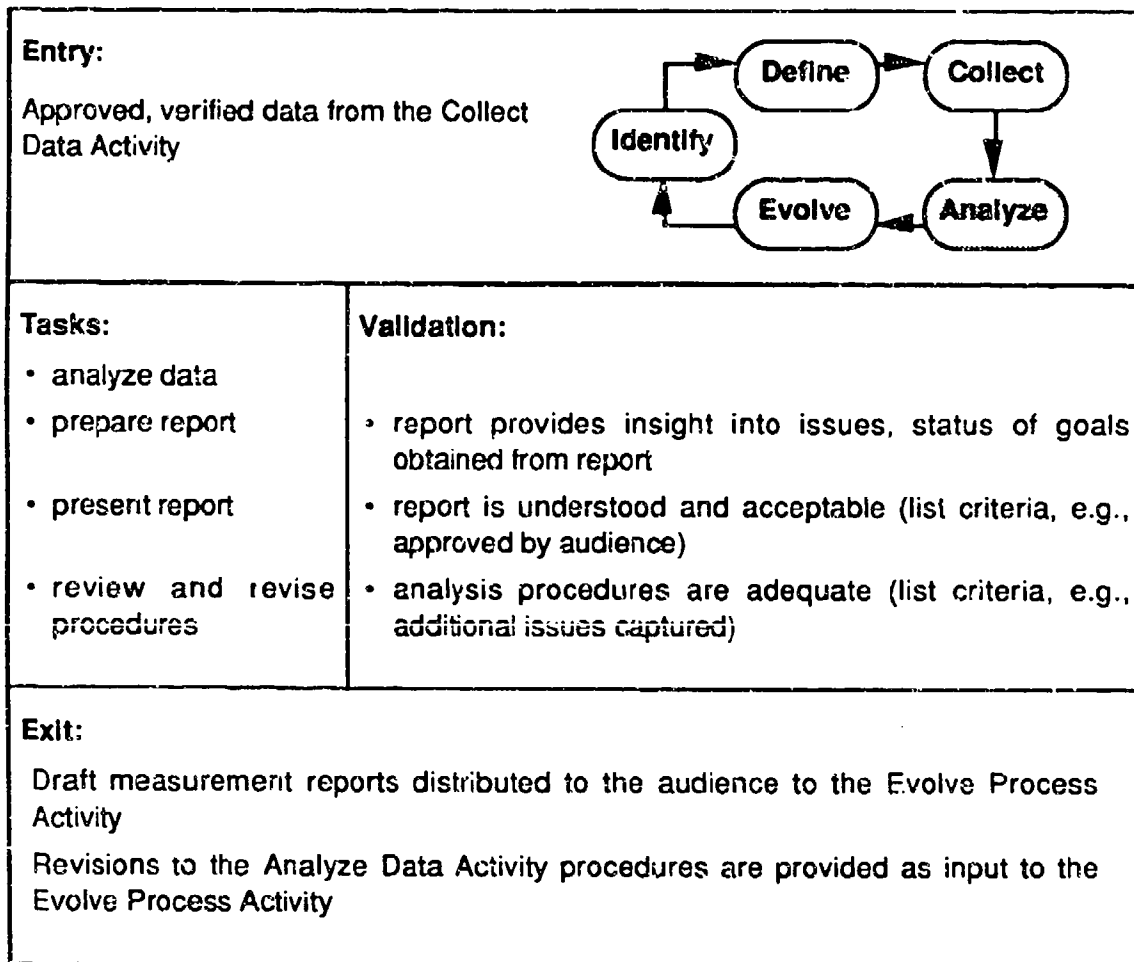 Entry:
Approved, verified data from the Collect
Data Activity
Define
Collect
Identify
Evolve
Analyze
Tasks:
Validation:
• analyze data
• prepare report
• report provides insight into issues, status of goals
obtained from report
• present report
• report is understood and acceptable (list criteria, e.g.,
approved by audience)
• review and revise
procedures
• analysis procedures are adequate (list criteria, e.g.,
additional issues captured)
Exit:
Draft measurement reports distributed to the audience to the Evolve Process
Activity
Revisions to the Analyze Data Activity procedures are provided as input to the
Evolve Process Activity